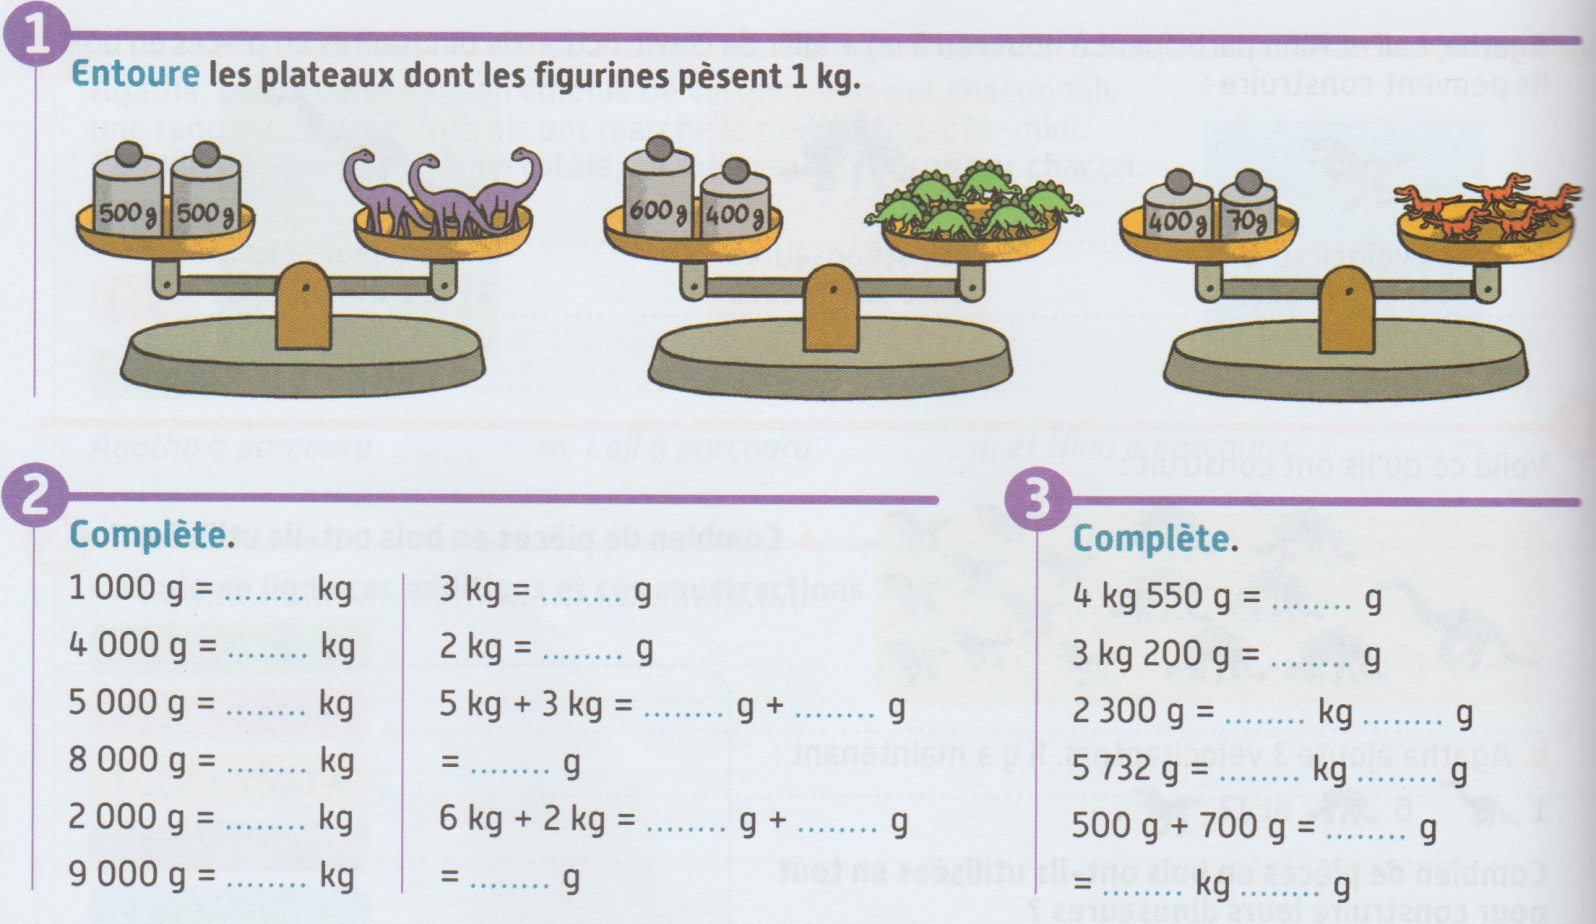 1
Entoure les plateaux dont les figurines pèsent 1 kg.
500 g 500 g
600 g 400 g
400 g 70 g
2
Complète.
1 000 g = ........ kg
4 000 g = ........ kg
5 000 g = ........ kg
8 000 g = ........ kg
2 000 g = ........ kg
9 000 g = ........ kg
3 kg = ........ g
2 kg = ........ g
5 kg + 3 kg = ........ g + ........ g
= ........ g
6 kg + 2 kg = ........ g + ........ g
= ........ g
3
Complète.
4 kg 550 g = ........ g
3 kg 200 g = ........ g
2 300 g = ........ kg ........ g
5 732 g = ........ kg ........ g
500 g + 700 g = ........ g
= ........ kg ........ g